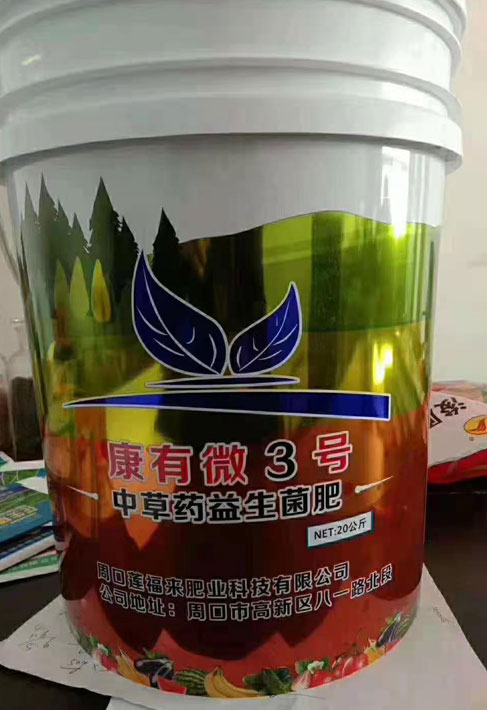 康有微3号
中草药益生菌肥
NET:20公斤
周口莲福来肥业科技有限公司
公司地址：周口市高新区八一路北段